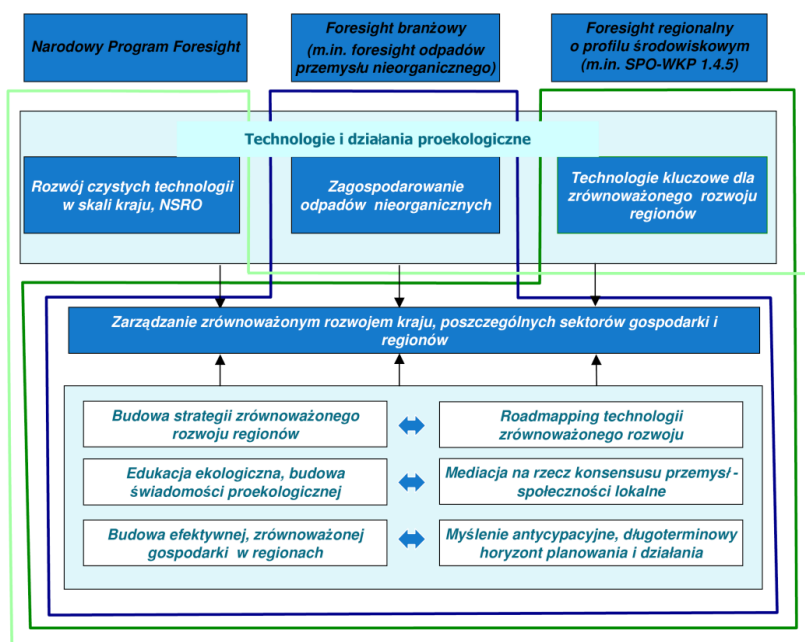 Narodowy Program Foresight
Foresight branżowy
(m.in. foresight odpadów
przemysłu nieorganicznego)
Foresight regionalny
o profilu środowiskowym
(m.in. SPO-WKP 1.4.5)
Technologie i działania proekologiczne
Rozwój czystych technologii
w skali kraju, NSRO
Zagospodarowanie
odpadów nieorganicznych
Technologie kluczowe dla
zrównoważonego rozwoju
regionów
Zarządzanie zrównoważonym rozwojem kraju, poszczególnych sektorów gospodarki i
regionów
Budowa strategii zrównoważonego
rozwoju regionów
Roadmapping technologii
zrównoważonego rozwoju
Edukacja ekologiczna, budowa
świadomości proekologicznej
Mediacja na rzecz konsensusu przemysł-
społeczności lokalne
Budowa efektywnej, zrównoważonej
gospodarki w regionach
Myślenie antycypacyjne, długoterminowy
horyzont planowania i działania